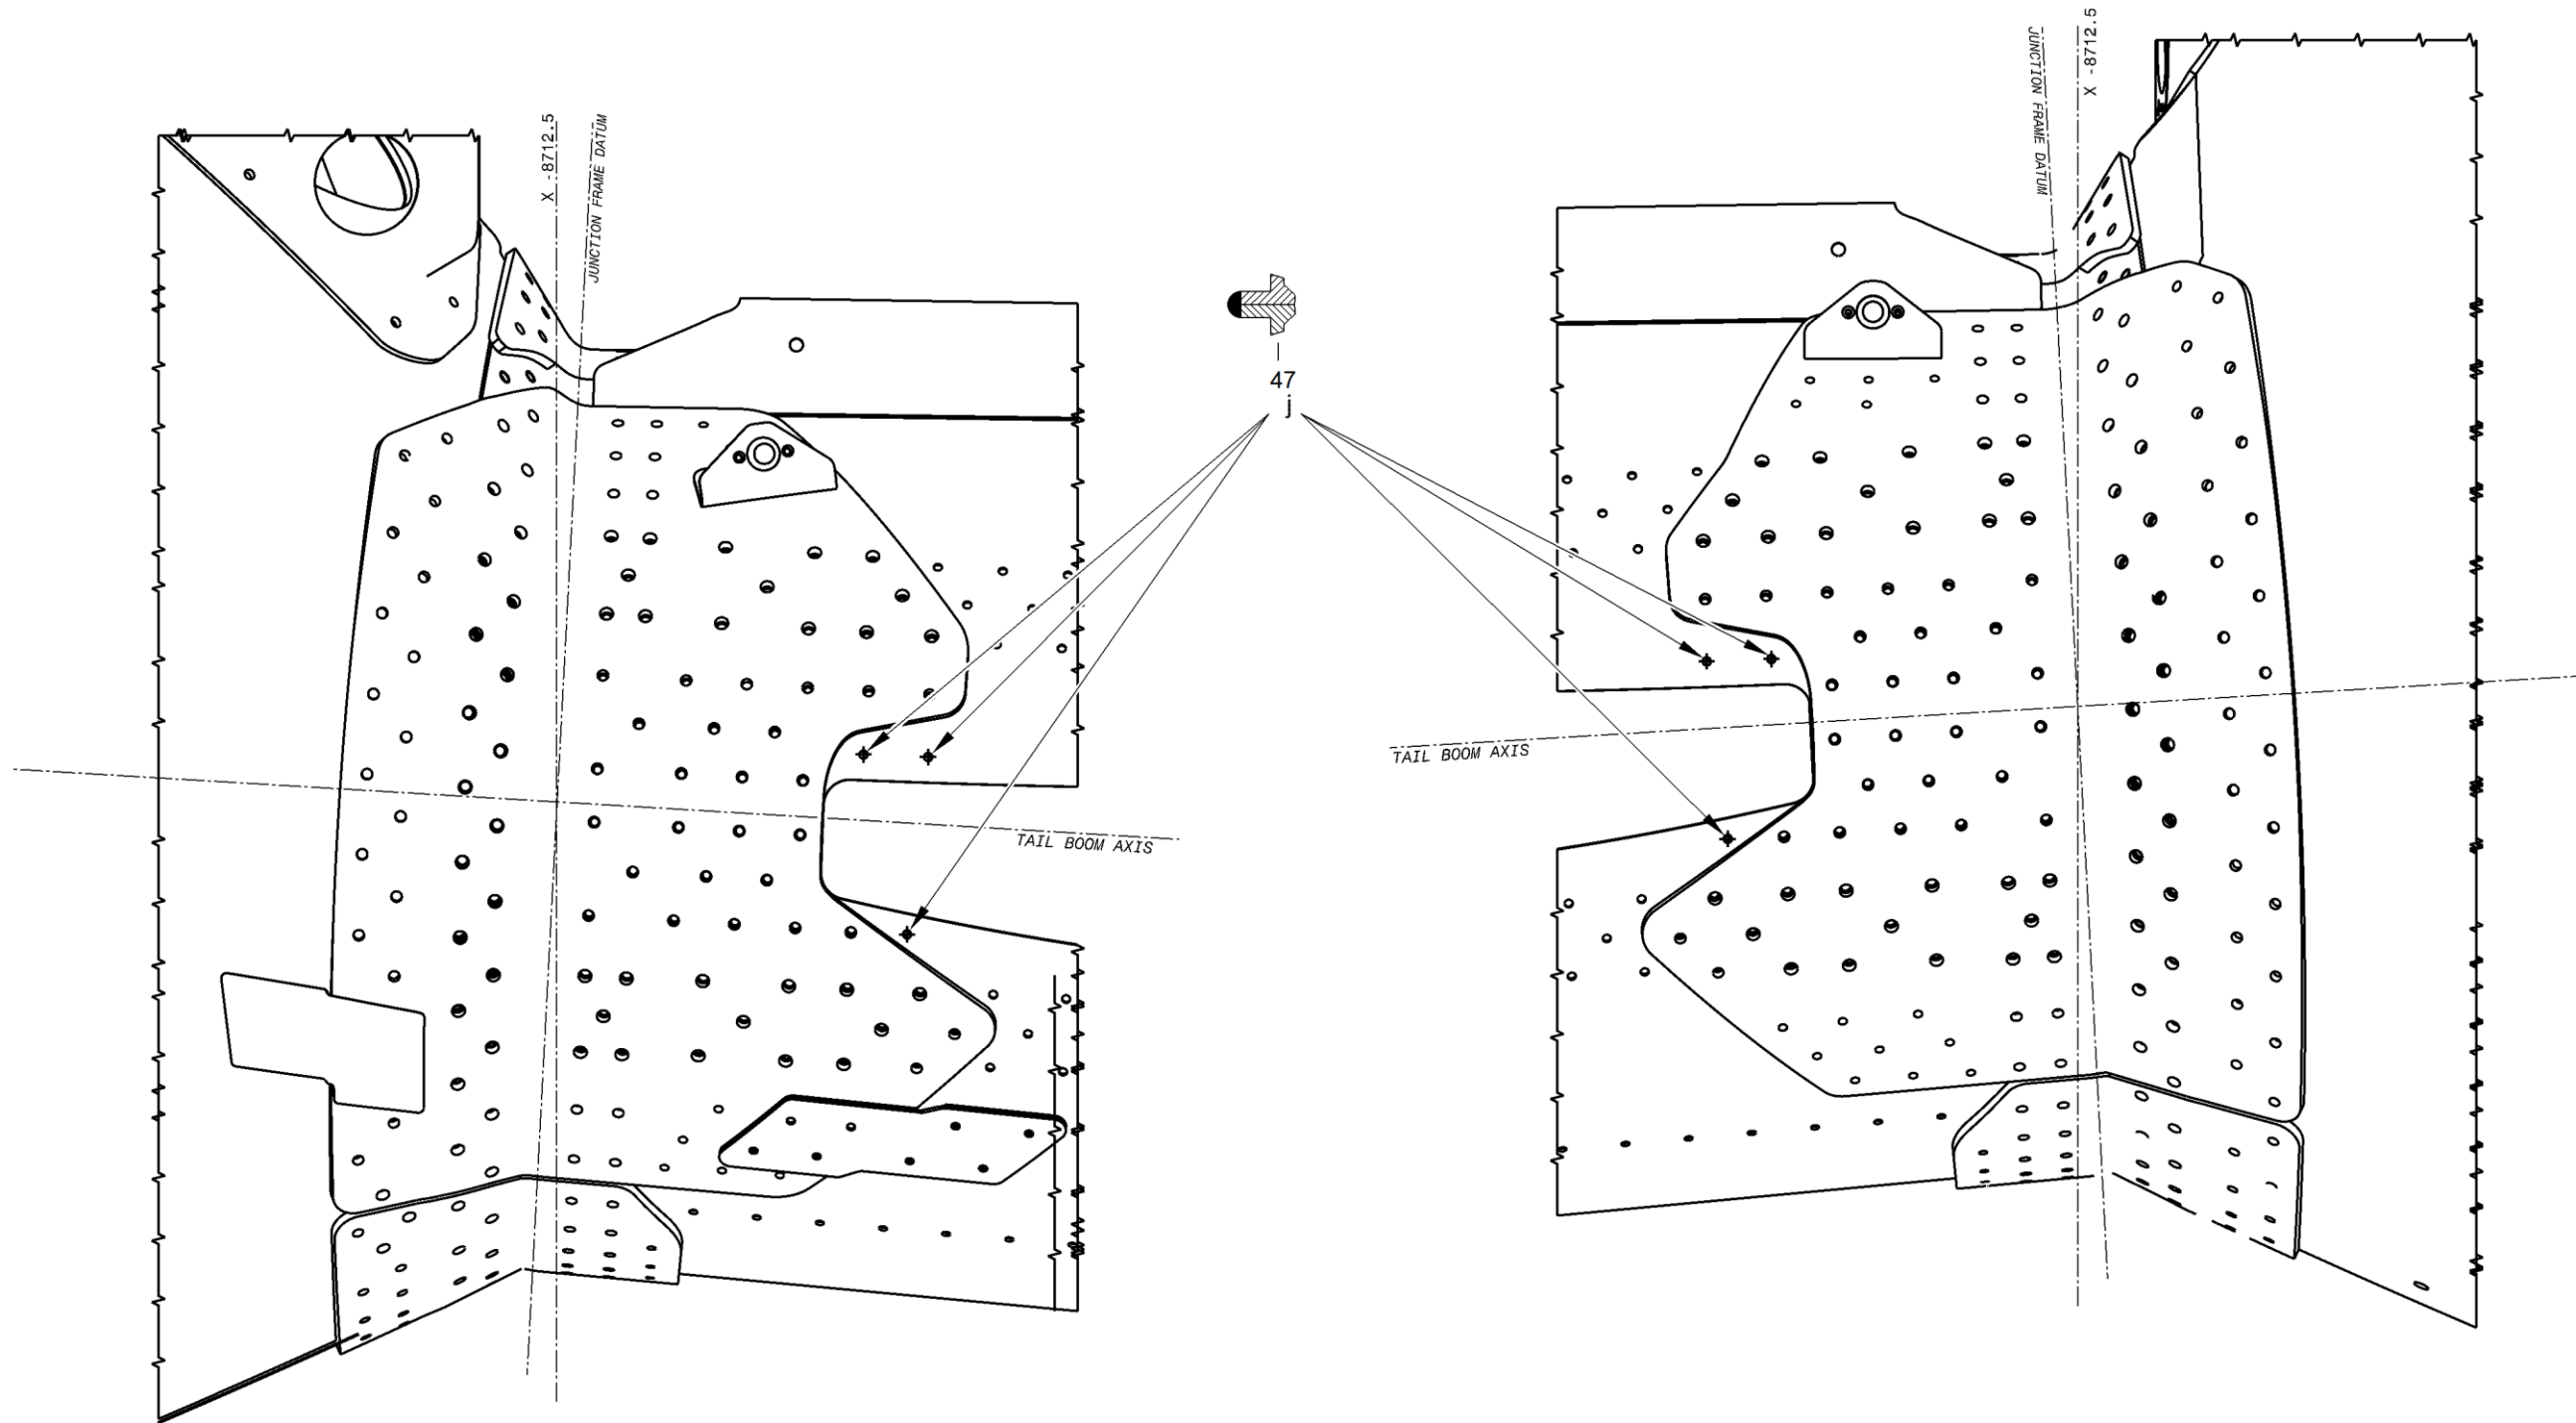 X -8712.5
JUNCTION FRAME DATUM
TAIL BOOM AXIS
47
j
JUNCTION FRAME DATUM
X -8712.5
TAIL BOOM AXIS